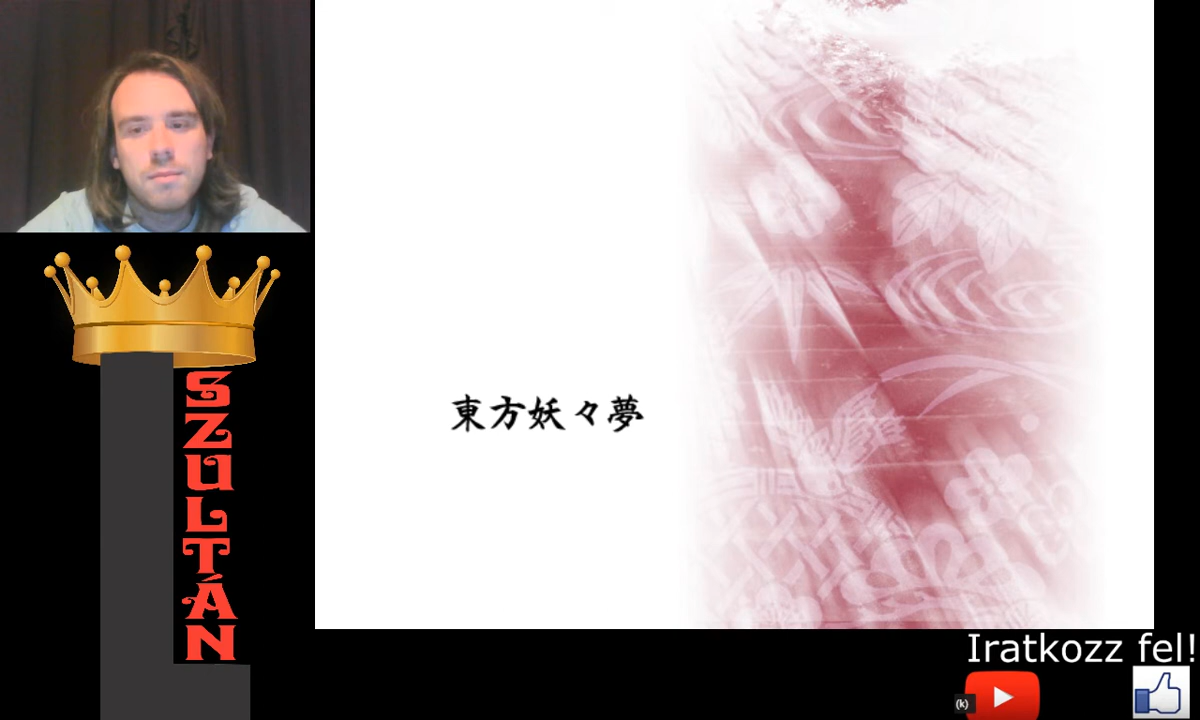 SZULTÁN
東方妖々夢
Iratkozz fel!
(k)